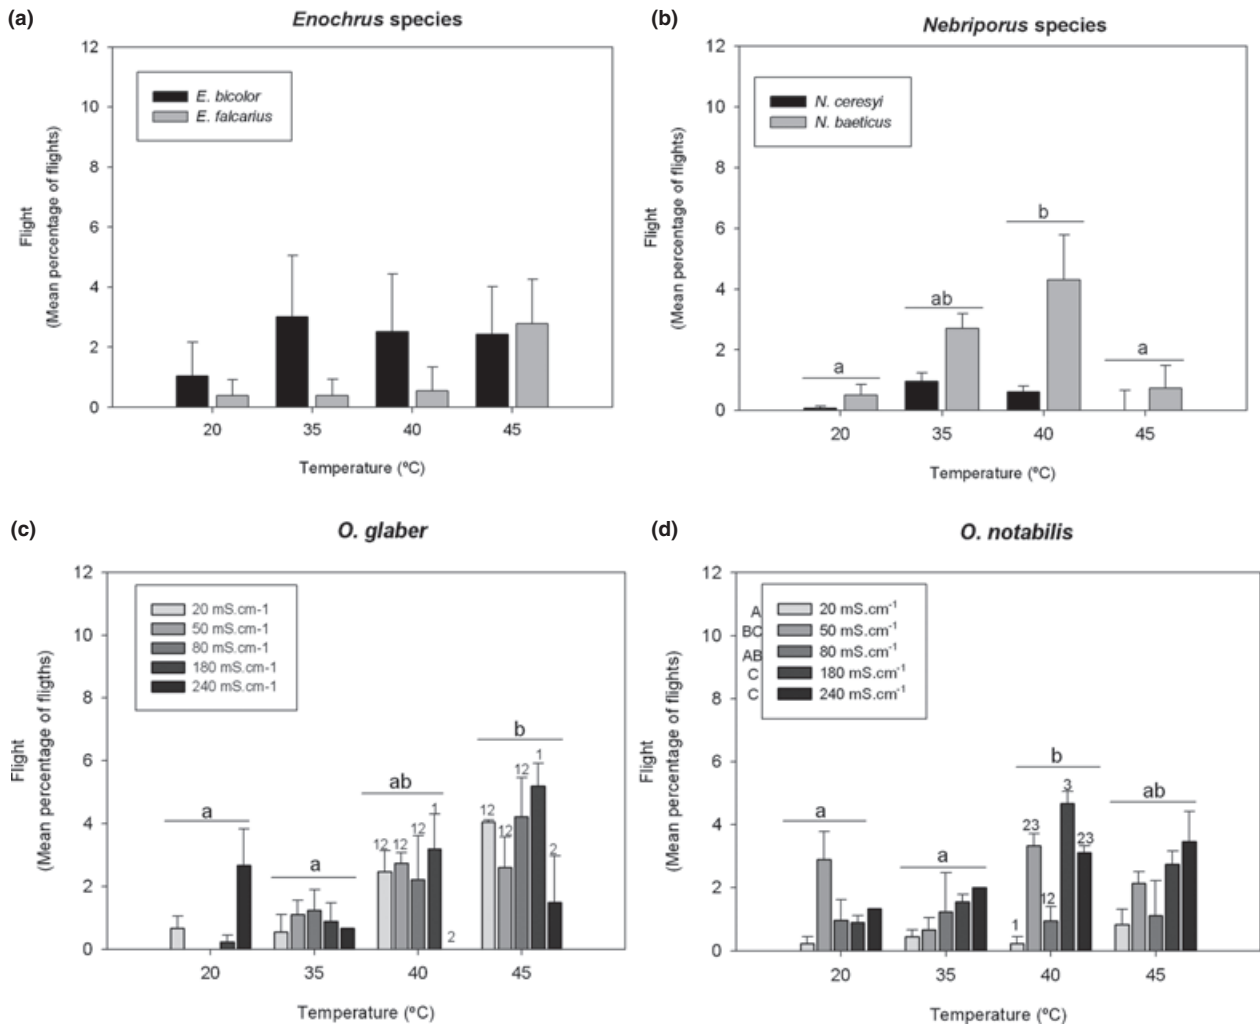 (a)
Enochrus species
12
10
8
6
4
2
0
Flight
(Mean percentage of flights)
E. bicolor
E. falcarius
20 35 40 45
Temperature (ºC)
(b)
Nebriporus species
12
10
8
6
4
2
0
Flight
(Mean percentage of flights)
N. ceresyi
N. baeticus
a ab b a
20 35 40 45
Temperature (ºC)
(c)
O. glaber
12
10
8
6
4
2
0
Flight
(Mean percentage of fligths)
20 mS.cm-1
50 mS.cm-1
80 mS.cm-1
180 mS.cm-1
240 mS.cm-1
a a ab b
12 12 12 1 2
12 12 12 1 2
20 35 40 45
Temperature (ºC)
(d)
O. notabilis
12
10
8
6
4
2
0
Flight
(Mean percentage of flights)
A 20 mS.cm⁻¹
BC 50 mS.cm⁻¹
AB 80 mS.cm⁻¹
C 180 mS.cm⁻¹
C 240 mS.cm⁻¹
a a b ab
1 23 12 3 23
20 35 40 45
Temperature (ºC)